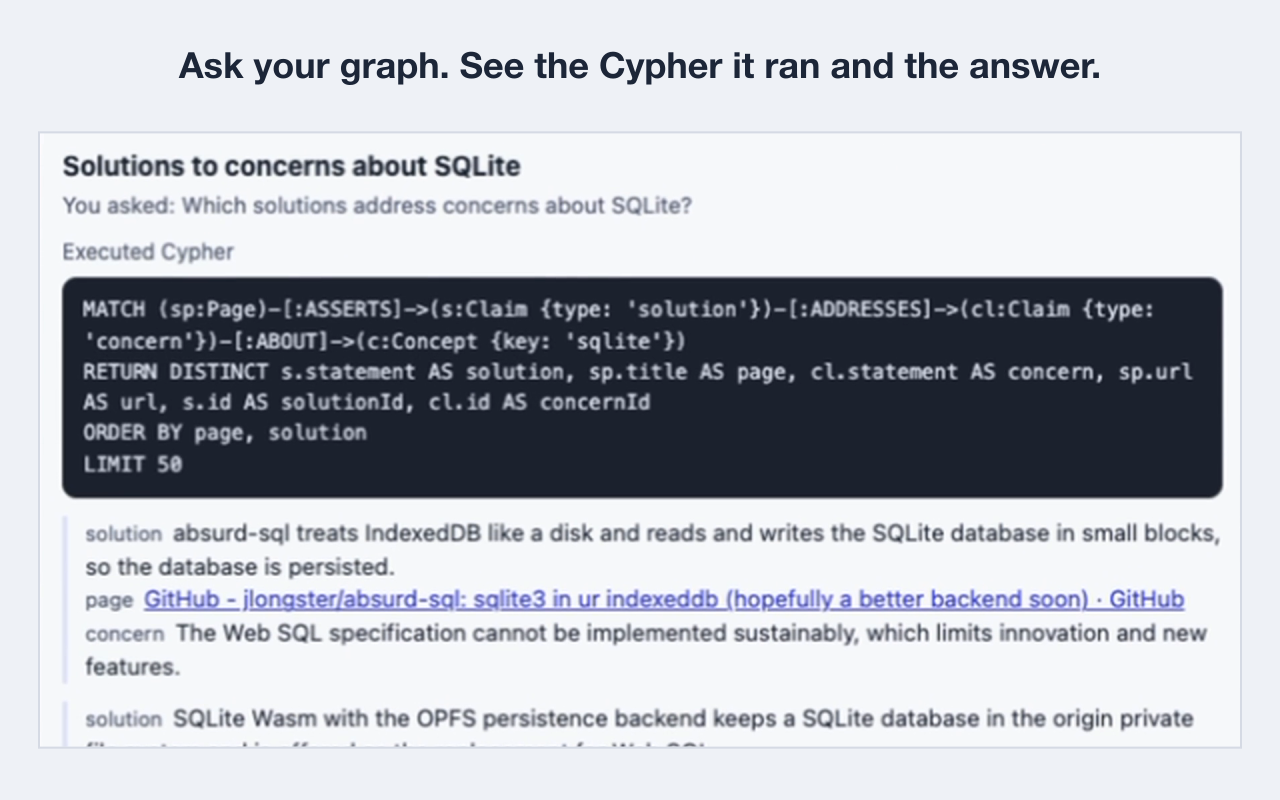 Ask your graph. See the Cypher it ran and the answer.
Solutions to concerns about SQLite
You asked: Which solutions address concerns about SQLite?
Executed Cypher
MATCH (sp:Page)-[:ASSERTS]->(s:Claim {type: 'solution'})-[:ADDRESSES]->(cl:Claim {type:
'concern'})-[:ABOUT]->(c:Concept {key: 'sqlite'})
RETURN DISTINCT s.statement AS solution, sp.title AS page, cl.statement AS concern, sp.url
AS url, s.id AS solutionId, cl.id AS concernId
ORDER BY page, solution
LIMIT 50
solution absurd-sql treats IndexedDB like a disk and reads and writes the SQLite database in small blocks,
so the database is persisted.
page GitHub - jlongster/absurd-sql: sqlite3 in ur indexeddb (hopefully a better backend soon) · GitHub
concern The Web SQL specification cannot be implemented sustainably, which limits innovation and new
features.
solution SQLite Wasm with the OPFS persistence backend keeps a SQLite database in the origin private